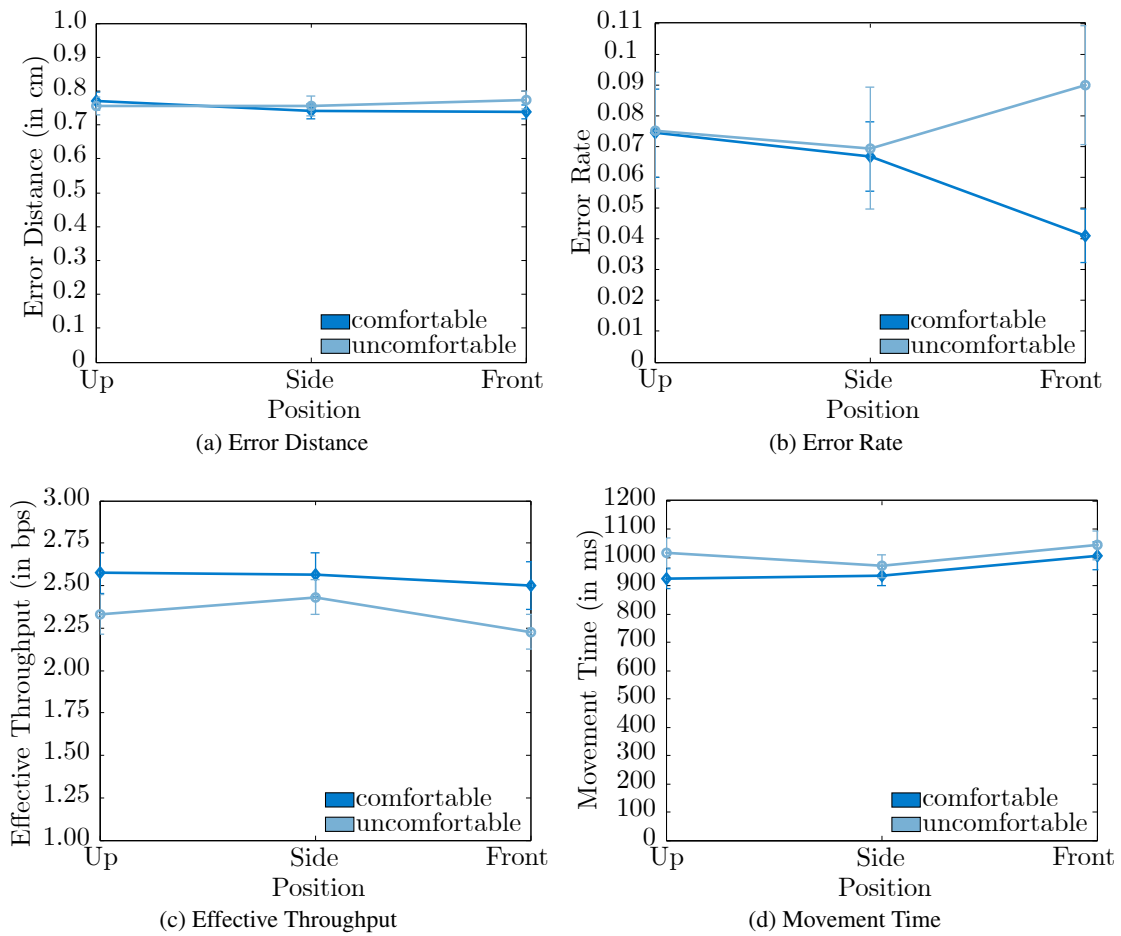 1.0
0.9
0.8
0.7
0.6
0.5
0.4
0.3
0.2
0.1
0
Error Distance (in cm)
comfortable
uncomfortable
Up Side Front
Position
(a) Error Distance
0.11
0.1
0.09
0.08
0.07
0.06
0.05
0.04
0.03
0.02
0.01
0
Error Rate
comfortable
uncomfortable
Up Side Front
Position
(b) Error Rate
3.00
2.75
2.50
2.25
2.00
1.75
1.50
1.25
1.00
Effective Throughput (in bps)
comfortable
uncomfortable
Up Side Front
Position
(c) Effective Throughput
1200
1100
1000
900
800
700
600
500
400
300
200
100
0
Movement Time (in ms)
comfortable
uncomfortable
Up Side Front
Position
(d) Movement Time